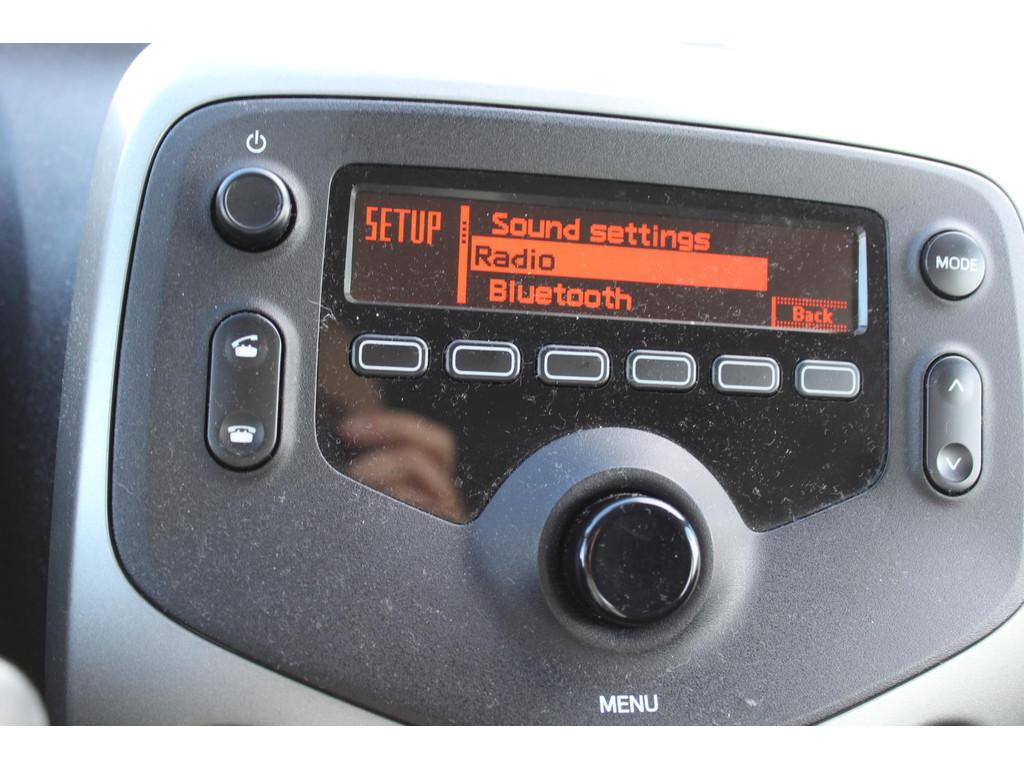 SETUP
Sound settings
Radio
Bluetooth
Back
MODE
MENU